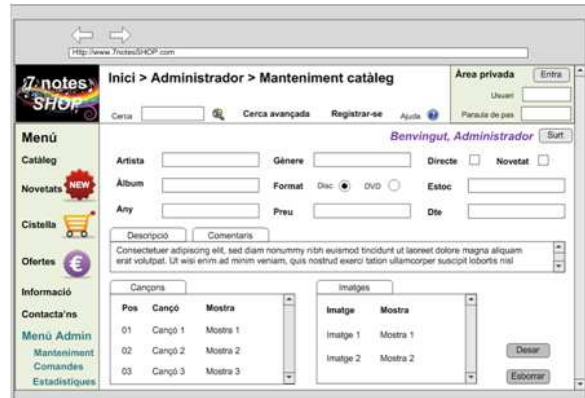 Http://www.7notesSHOP.com
7 notes
SHOP
Inici > Administrador > Manteniment catàleg
Àrea privada
Entra
Usuari
Cerca
Cerca avançada
Registrar-se
Ajuda
Paraula de pas
Menú
Benvingut, Administrador
Surt
Catàleg
Artista
Gènere
Directe
Novetat
Novetats
NEW
Àlbum
Format
Disc
DVD
Estoc
Any
Preu
Dte
Cistella
Descripció
Comentaris
Consectetuer adipiscing elit, sed diam nonummy nibh euismod tincidunt ut laoreet dolore magna aliquam
erat volutpat. Ut wisi enim ad minim veniam, quis nostrud exerci tation ullamcorper suscipit lobortis nisl
Ofertes
€
Cançons
Imatges
Informació
Pos Cançó Mostra
Imatge Mostra
Contacta'ns
01 Cançó 1 Mostra 1
Imatge 1 Mostra 1
Menú Admin
Manteniment
02 Cançó 2 Mostra 2
Imatge 2 Mostra 2
Desar
Comandes
03 Cançó 3 Mostra 3
Esborrar
Estadístiques